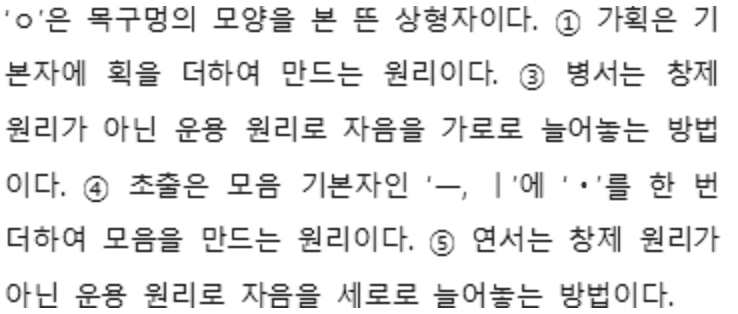 'ㅇ'은 목구멍의 모양을 본 뜬 상형자이다. ① 가획은 기
본자에 획을 더하여 만드는 원리이다. ③ 병서는 창제
원리가 아닌 운용 원리로 자음을 가로로 늘어놓는 방법
이다. ④ 초출은 모음 기본자인 'ㅡ, ㅣ'에 'ㆍ'를 한 번
더하여 모음을 만드는 원리이다. ⑤ 연서는 창제 원리가
아닌 운용 원리로 자음을 세로로 늘어놓는 방법이다.